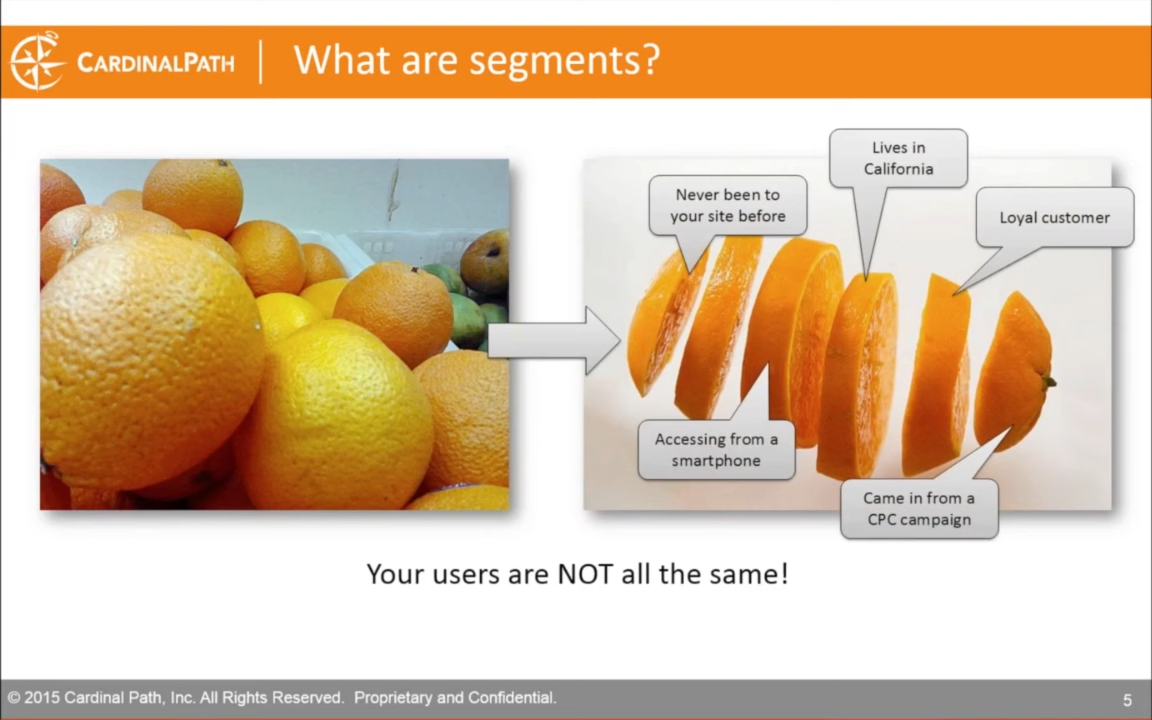 CARDINALPATH
What are segments?
Lives in
California
Never been to
your site before
Loyal customer
Accessing from a
smartphone
Came in from a
CPC campaign
Your users are NOT all the same!
© 2015 Cardinal Path, Inc. All Rights Reserved.  Proprietary and Confidential.
5